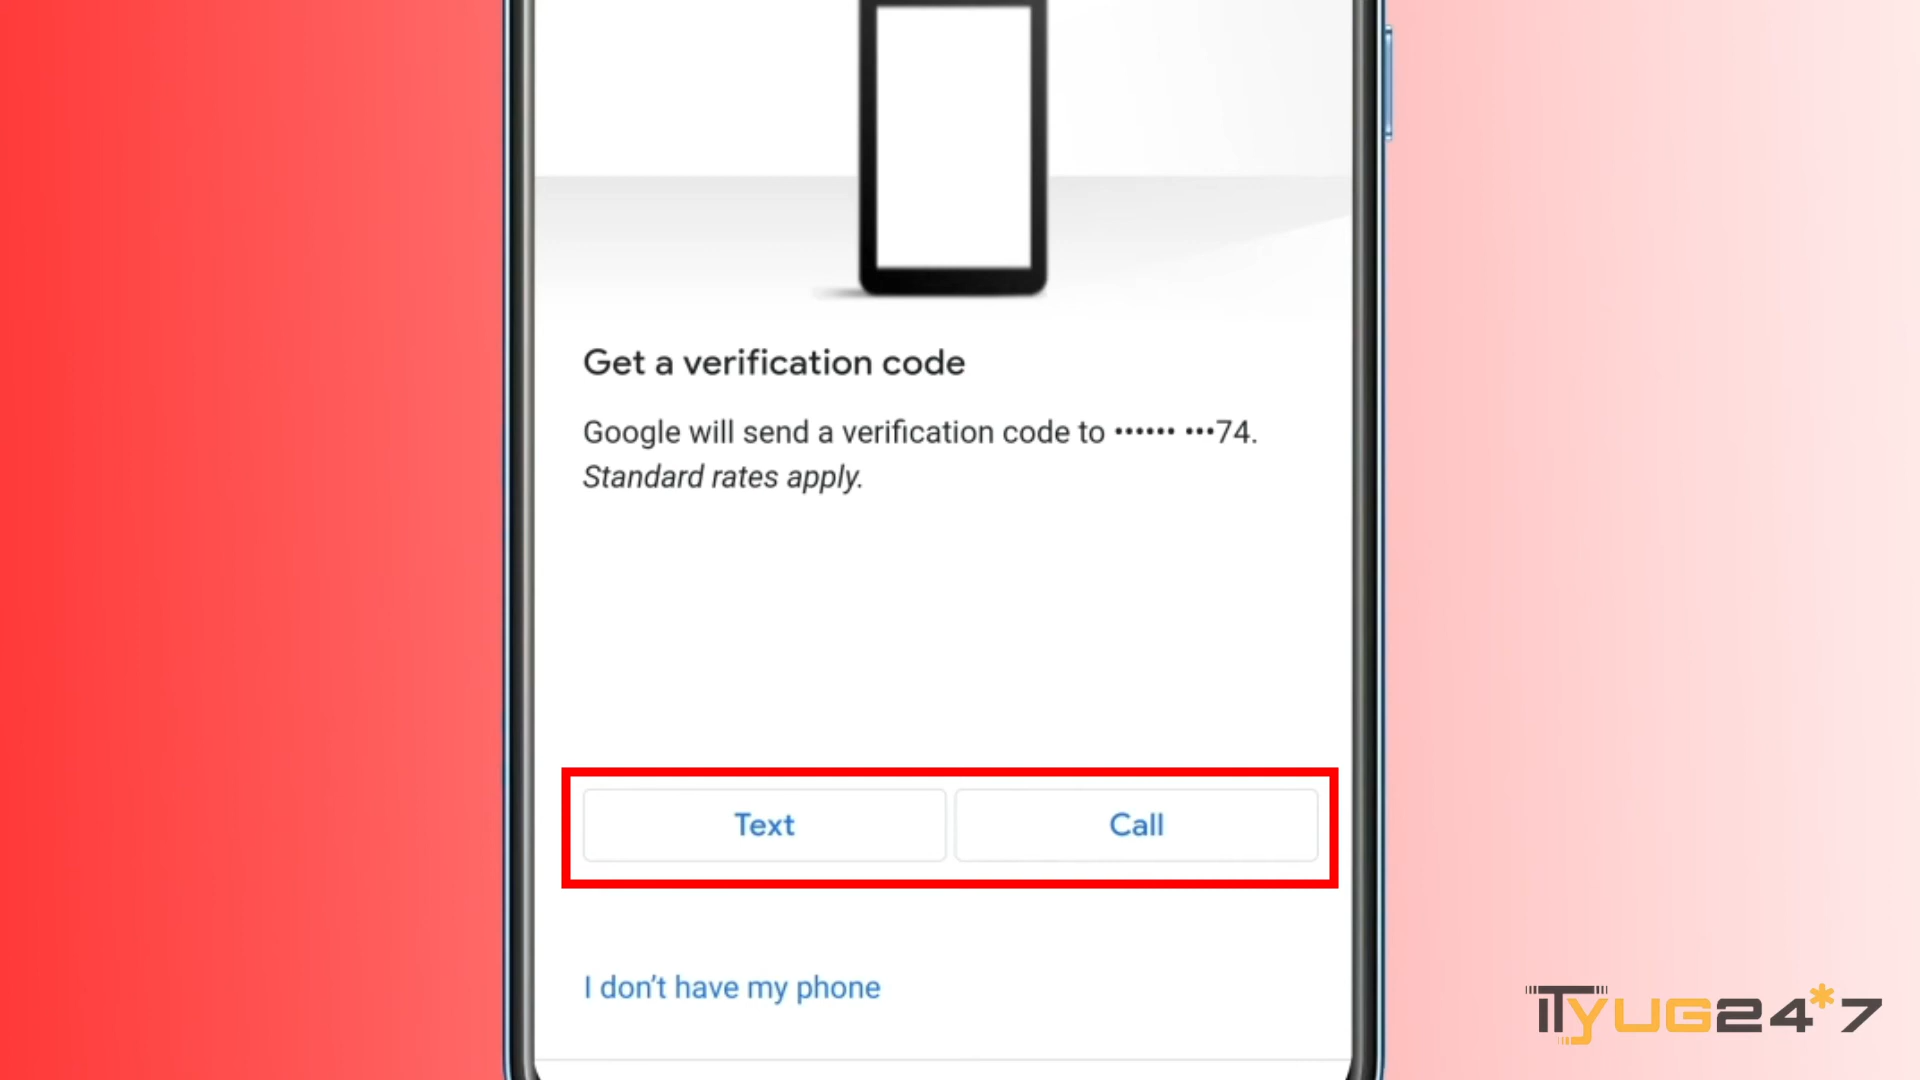 Get a verification code
Google will send a verification code to •••••• •••74.
Standard rates apply.
Text
Call
I don't have my phone
ITYUG24*7